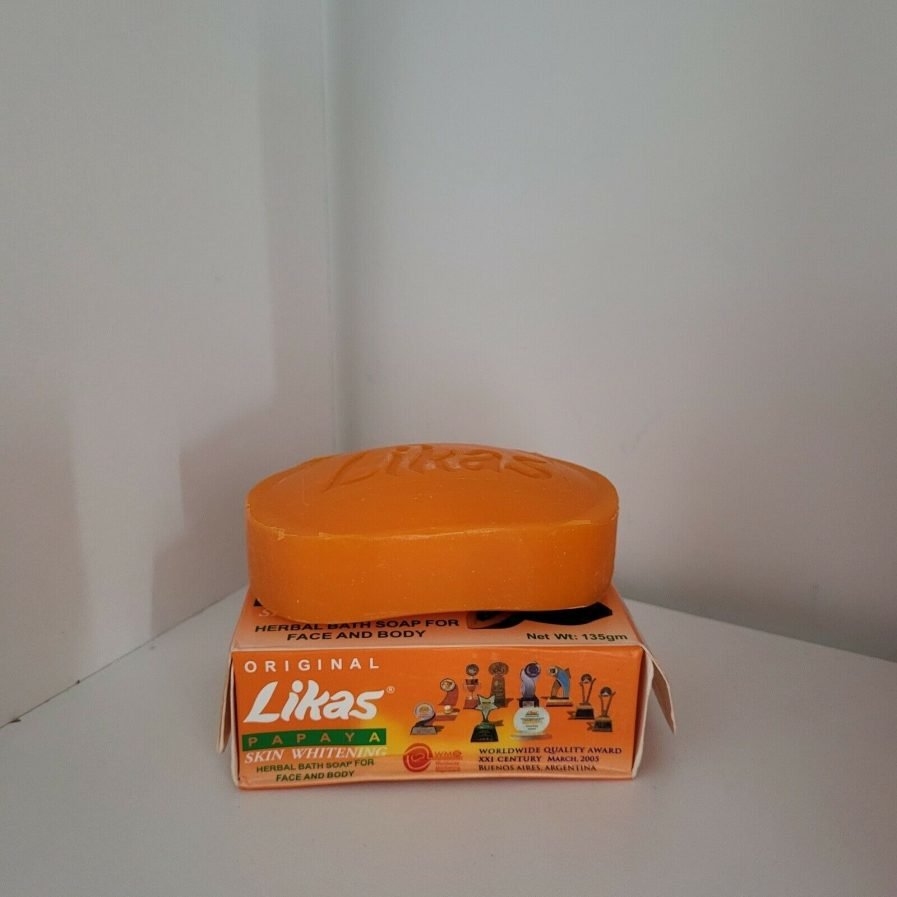 Likas
HERBAL BATH SOAP FOR
FACE AND BODY
Net Wt: 135gm
ORIGINAL
Likas®
PAPAYA
SKIN WHITENING
HERBAL BATH SOAP FOR
FACE AND BODY
WORLDWIDE QUALITY AWARD
XXI CENTURY MARCH, 2005
BUENOS AIRES, ARGENTINA